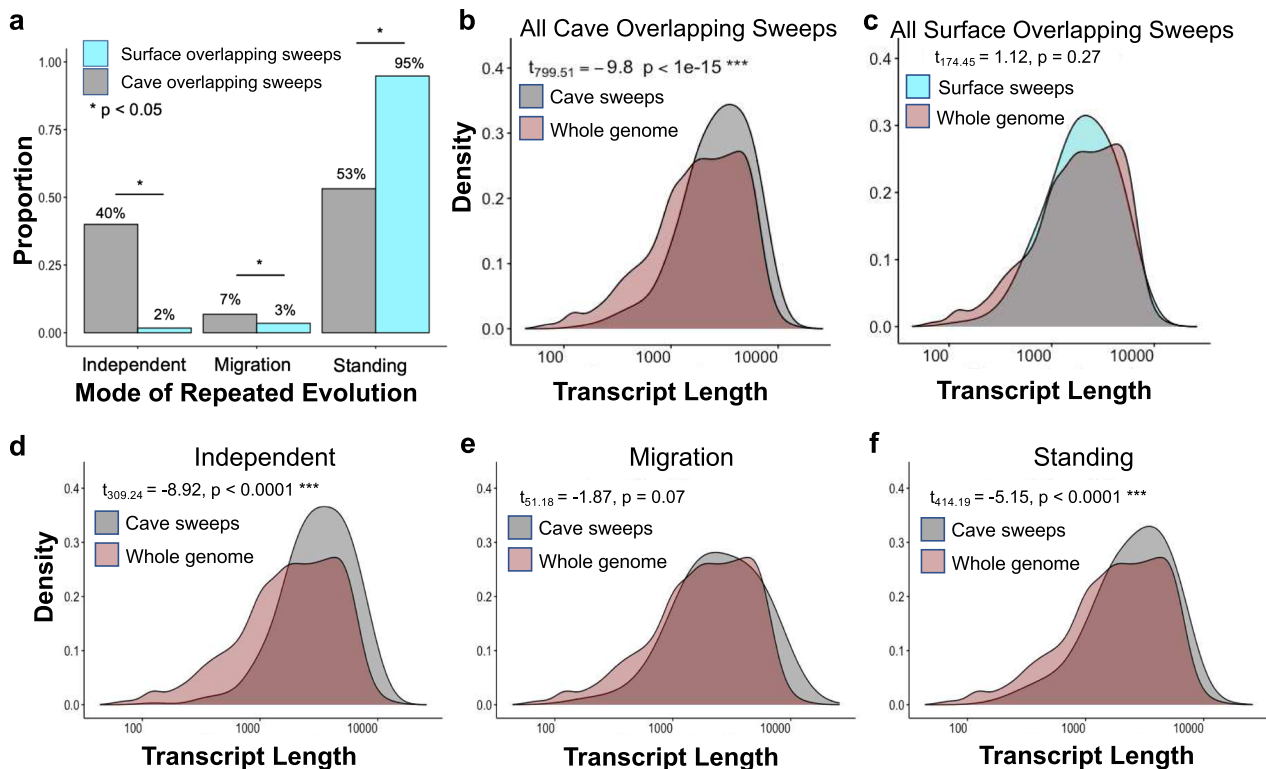 a
Surface overlapping sweeps
Cave overlapping sweeps
* p < 0.05
1.00
0.75
0.50
0.25
0.00
Proportion
40%
*
2%
7%
*
3%
53%
*
95%
Independent
Migration
Standing
Mode of Repeated Evolution
b
All Cave Overlapping Sweeps
t799.51 = −9.8 p < 1e-15 ***
Cave sweeps
Whole genome
0.4
0.3
0.2
0.1
0.0
Density
100
1000
10000
Transcript Length
c
All Surface Overlapping Sweeps
t174.45 = 1.12, p = 0.27
Surface sweeps
Whole genome
0.4
0.3
0.2
0.1
0.0
100
1000
10000
Transcript Length
d
Independent
t309.24 = -8.92, p < 0.0001 ***
Cave sweeps
Whole genome
0.4
0.3
0.2
0.1
0.0
Density
100
1000
10000
Transcript Length
e
Migration
t51.18 = -1.87, p = 0.07
Cave sweeps
Whole genome
0.4
0.3
0.2
0.1
0.0
100
1000
10000
Transcript Length
f
Standing
t414.19 = -5.15, p < 0.0001 ***
Cave sweeps
Whole genome
0.4
0.3
0.2
0.1
0.0
100
1000
10000
Transcript Length